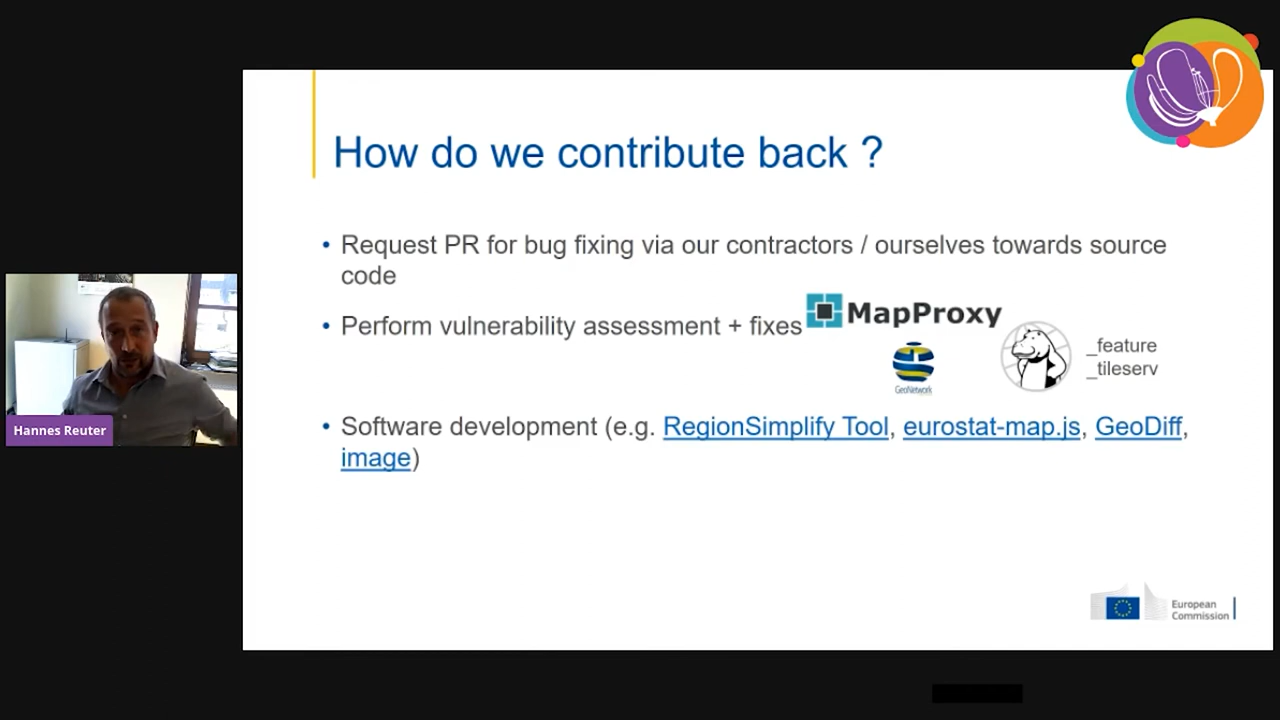 How do we contribute back ?
• Request PR for bug fixing via our contractors / ourselves towards source
code
• Perform vulnerability assessment + fixes
MapProxy
GeoNetwork
_feature
_tileserv
• Software development (e.g. RegionSimplify Tool, eurostat-map.js, GeoDiff,
image)
Hannes Reuter
European
Commission